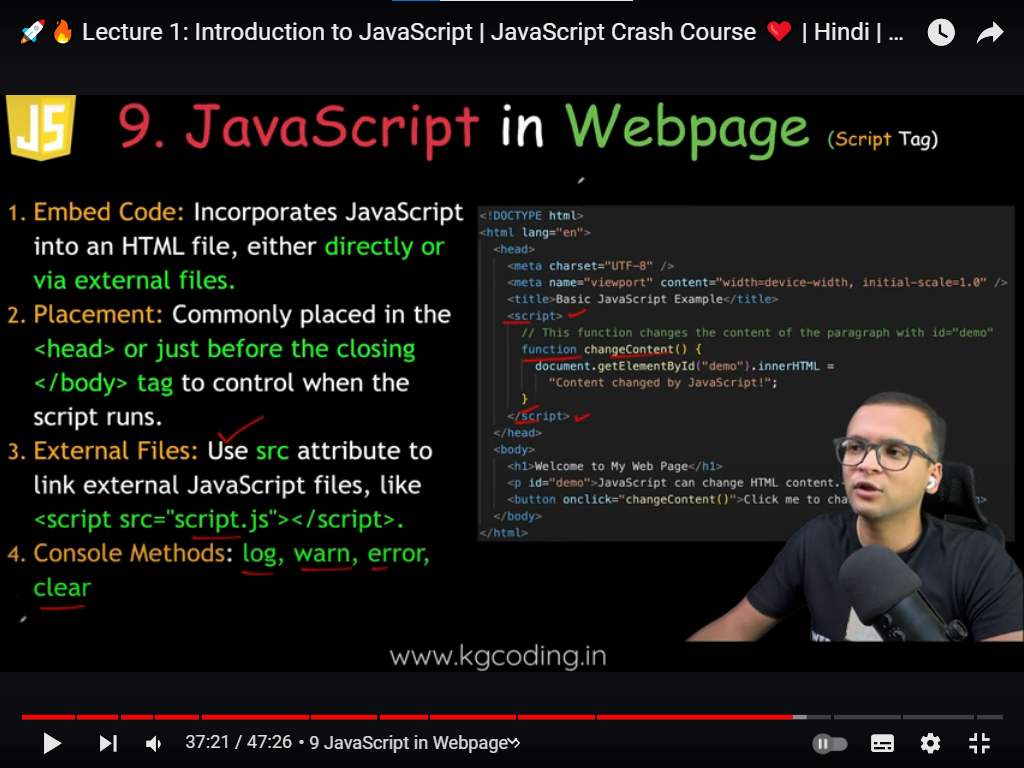 🚀🔥 Lecture 1: Introduction to JavaScript | JavaScript Crash Course ❤️ | Hindi | ...
JS
9. JavaScript in Webpage (Script Tag)
1. Embed Code: Incorporates JavaScript
into an HTML file, either directly or
via external files.
2. Placement: Commonly placed in the
<head> or just before the closing
</body> tag to control when the
script runs.
3. External Files: Use src attribute to
link external JavaScript files, like
<script src="script.js"></script>.
4. Console Methods: log, warn, error,
clear
<!DOCTYPE html>
<html lang="en">
<head>
<meta charset="UTF-8" />
<meta name="viewport" content="width=device-width, initial-scale=1.0" />
<title>Basic JavaScript Example</title>
<script>
// This function changes the content of the paragraph with id="demo"
function changeContent() {
document.getElementById("demo").innerHTML =
"Content changed by JavaScript!";
}
</script>
</head>
<body>
<h1>Welcome to My Web Page</h1>
<p id="demo">JavaScript can change HTML content.
<button onclick="changeContent()">Click me to
</body>
</html>
www.kgcoding.in
37:21 / 47:26 • 9 JavaScript in Webpage